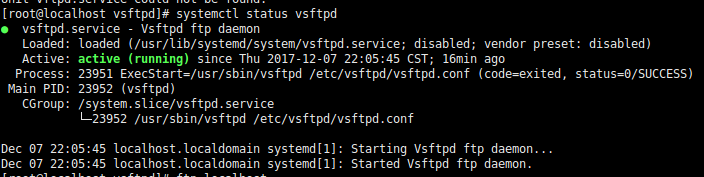 Unit vftpd.service could not be found.
[root@localhost vsftpd]# systemctl status vsftpd
● vsftpd.service - Vsftpd ftp daemon
Loaded: loaded (/usr/lib/systemd/system/vsftpd.service; disabled; vendor preset: disabled)
Active: active (running) since Thu 2017-12-07 22:05:45 CST; 16min ago
Process: 23951 ExecStart=/usr/sbin/vsftpd /etc/vsftpd/vsftpd.conf (code=exited, status=0/SUCCESS)
Main PID: 23952 (vsftpd)
CGroup: /system.slice/vsftpd.service
└─23952 /usr/sbin/vsftpd /etc/vsftpd/vsftpd.conf
Dec 07 22:05:45 localhost.localdomain systemd[1]: Starting Vsftpd ftp daemon...
Dec 07 22:05:45 localhost.localdomain systemd[1]: Started Vsftpd ftp daemon.
[root@localhost vsftpd]# ftp localhost